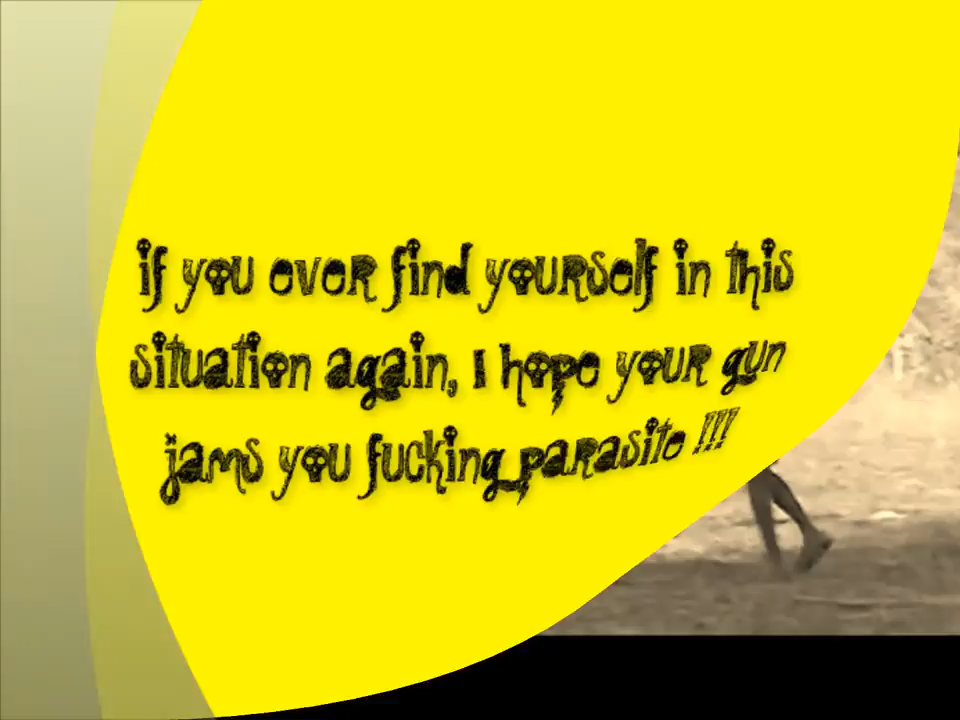 if you ever find yourself in this
situation again, I hope your gun
jams you fucking parasite !!!